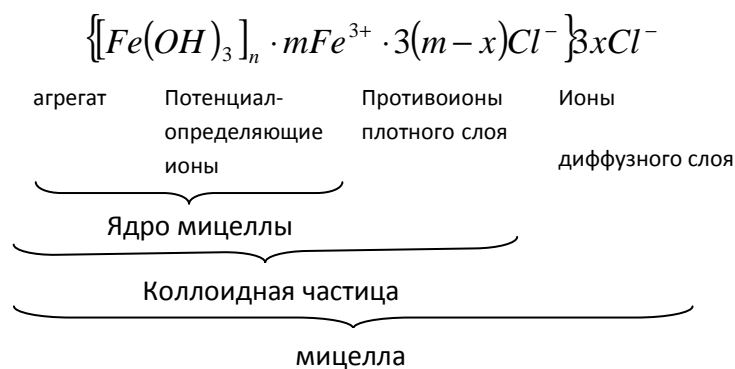 {[Fe(OH)₃]ₙ · mFe³⁺ · 3(m − x)Cl⁻}3xCl⁻
агрегат Потенциал- Противоионы Ионы
определяющие плотного слоя
ионы диффузного слоя
Ядро мицеллы
Коллоидная частица
мицелла